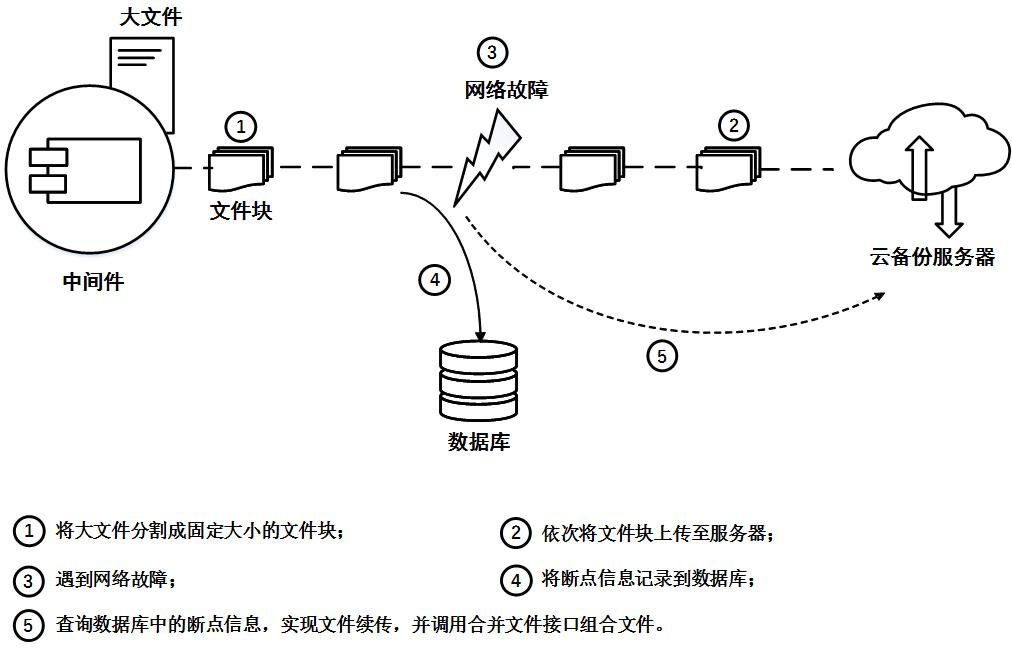 大文件
③
网络故障
①
②
文件块
云备份服务器
中间件
④
⑤
数据库
① 将大文件分割成固定大小的文件块；
② 依次将文件块上传至服务器；
③ 遇到网络故障；
④ 将断点信息记录到数据库；
⑤ 查询数据库中的断点信息，实现文件续传，并调用合并文件接口组合文件。